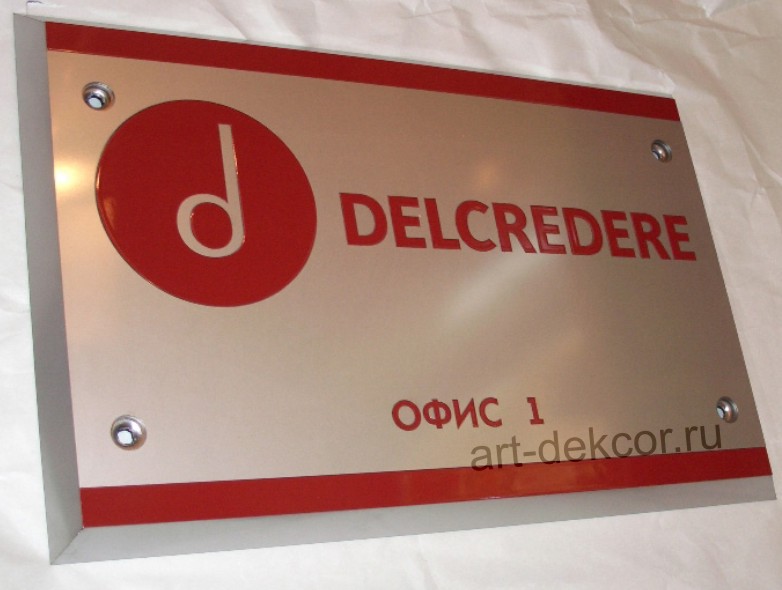 d
DELCREDERE
ОФИС 1
art-dekcor.ru